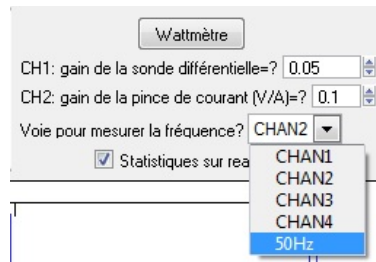 Wattmètre
CH1: gain de la sonde différentielle=? 0.05
CH2: gain de la pince de courant (V/A)=? 0.1
Voie pour mesurer la fréquence? CHAN2
Statistiques sur rea
CHAN1
CHAN2
CHAN3
CHAN4
50Hz